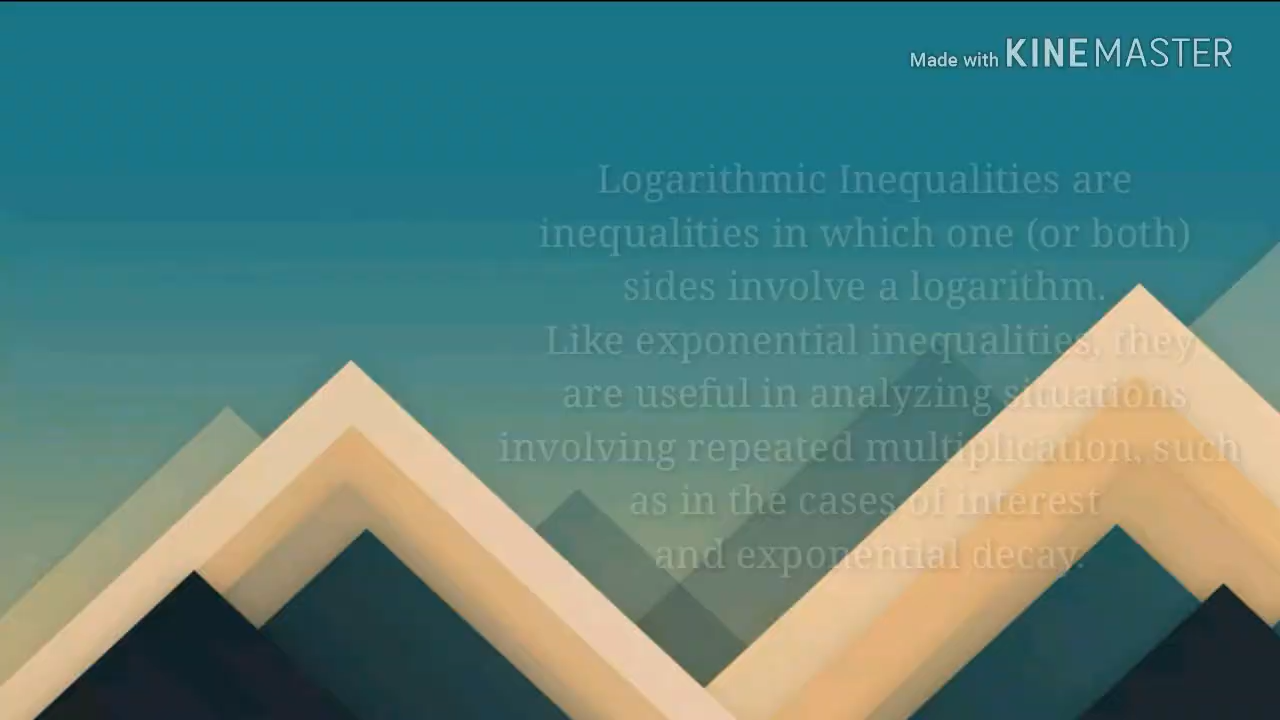 Made with KINEMASTER
Logarithmic Inequalities are
inequalities in which one (or both)
sides involve a logarithm.
Like exponential inequalities, they
are useful in analyzing situations
involving repeated multiplication, such
as in the cases of interest
and exponential decay.